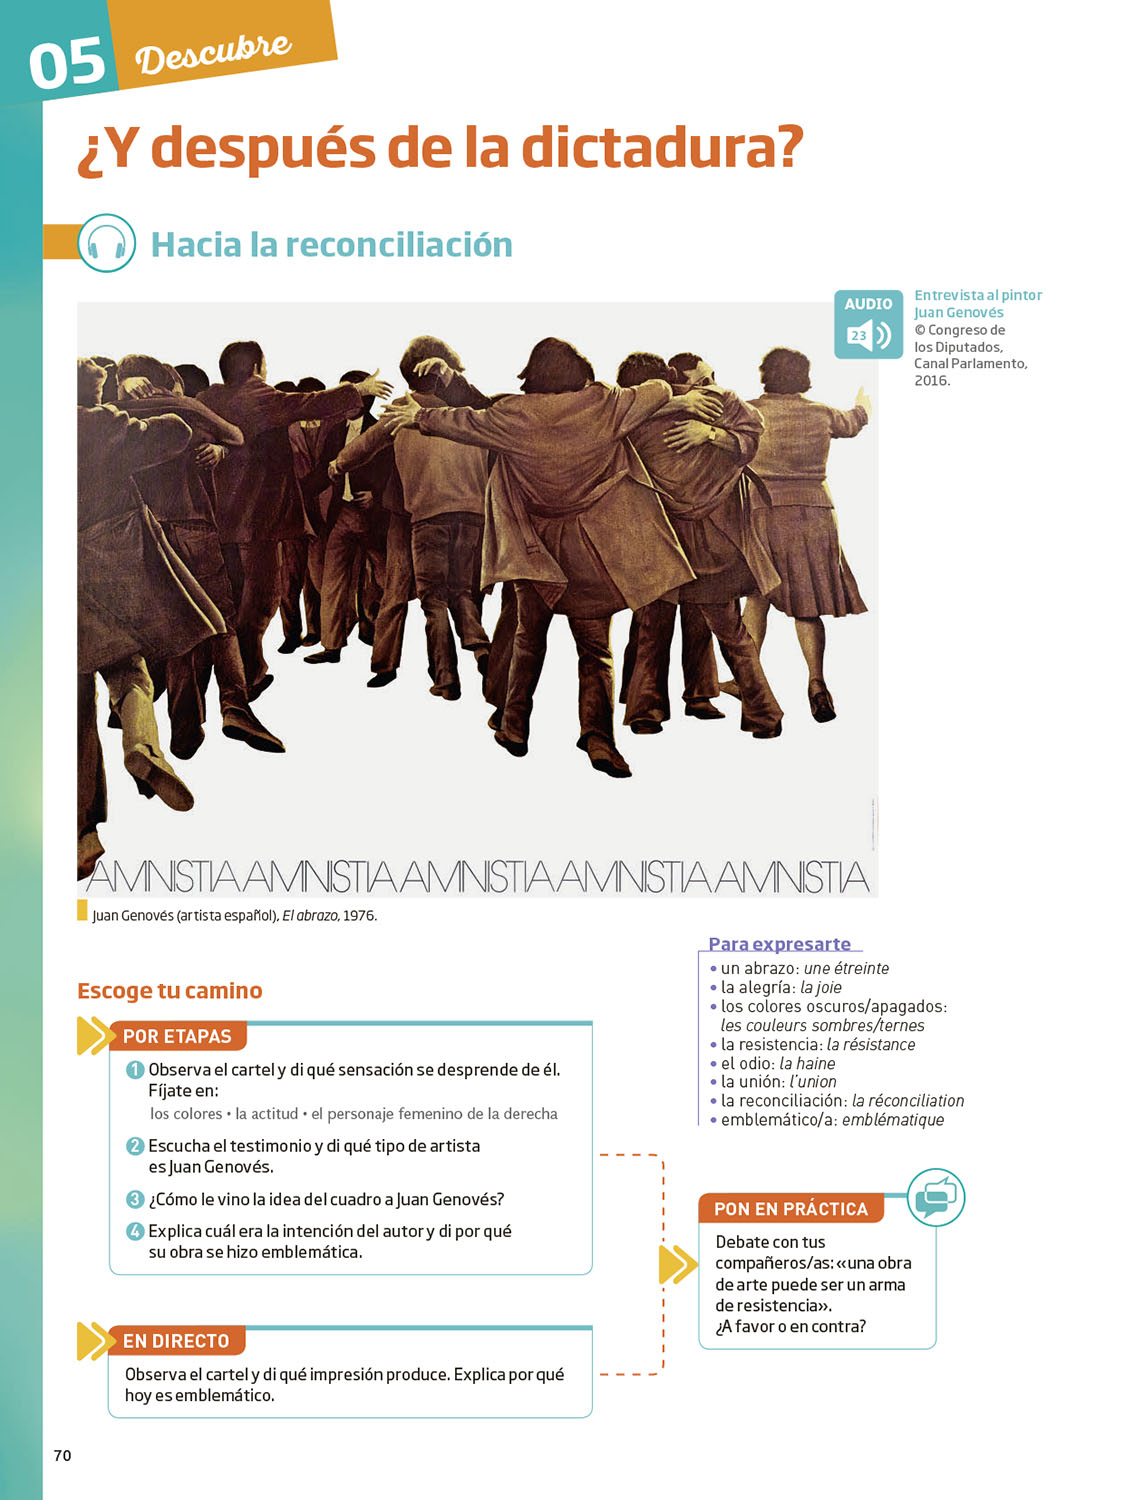 05 Descubre
¿Y después de la dictadura?
Hacia la reconciliación
AUDIO
23
Entrevista al pintor
Juan Genovés
© Congreso de
los Diputados,
Canal Parlamento,
2016.
AMNISTIA AMNISTIA AMNISTIA AMNISTIA AMNISTIA
Juan Genovés (artista español), El abrazo, 1976.
Para expresarte
• un abrazo: une étreinte
• la alegría: la joie
• los colores oscuros/apagados:
les couleurs sombres/ternes
• la resistencia: la résistance
• el odio: la haine
• la unión: l'union
• la reconciliación: la réconciliation
• emblemático/a: emblématique
Escoge tu camino
POR ETAPAS
1 Observa el cartel y di qué sensación se desprende de él.
Fíjate en:
los colores • la actitud • el personaje femenino de la derecha
2 Escucha el testimonio y di qué tipo de artista
es Juan Genovés.
3 ¿Cómo le vino la idea del cuadro a Juan Genovés?
4 Explica cuál era la intención del autor y di por qué
su obra se hizo emblemática.
EN DIRECTO
Observa el cartel y di qué impresión produce. Explica por qué
hoy es emblemático.
PON EN PRÁCTICA
Debate con tus
compañeros/as: «una obra
de arte puede ser un arma
de resistencia».
¿A favor o en contra?
70